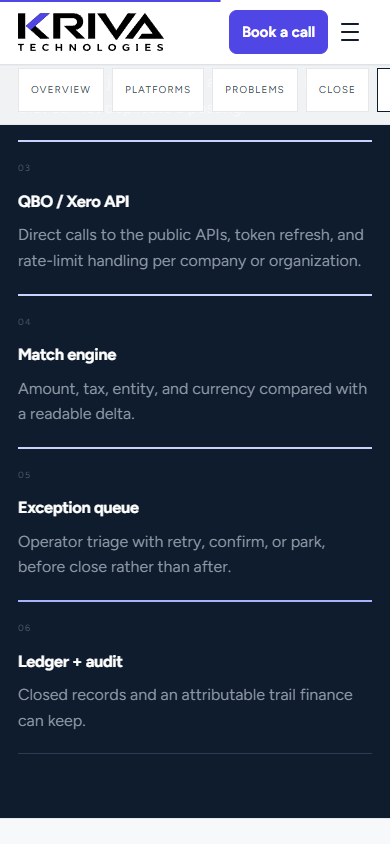 KRIVA
TECHNOLOGIES
Book a call
OVERVIEW
PLATFORMS
PROBLEMS
CLOSE
03
QBO / Xero API
Direct calls to the public APIs, token refresh, and
rate-limit handling per company or organization.
04
Match engine
Amount, tax, entity, and currency compared with
a readable delta.
05
Exception queue
Operator triage with retry, confirm, or park,
before close rather than after.
06
Ledger + audit
Closed records and an attributable trail finance
can keep.